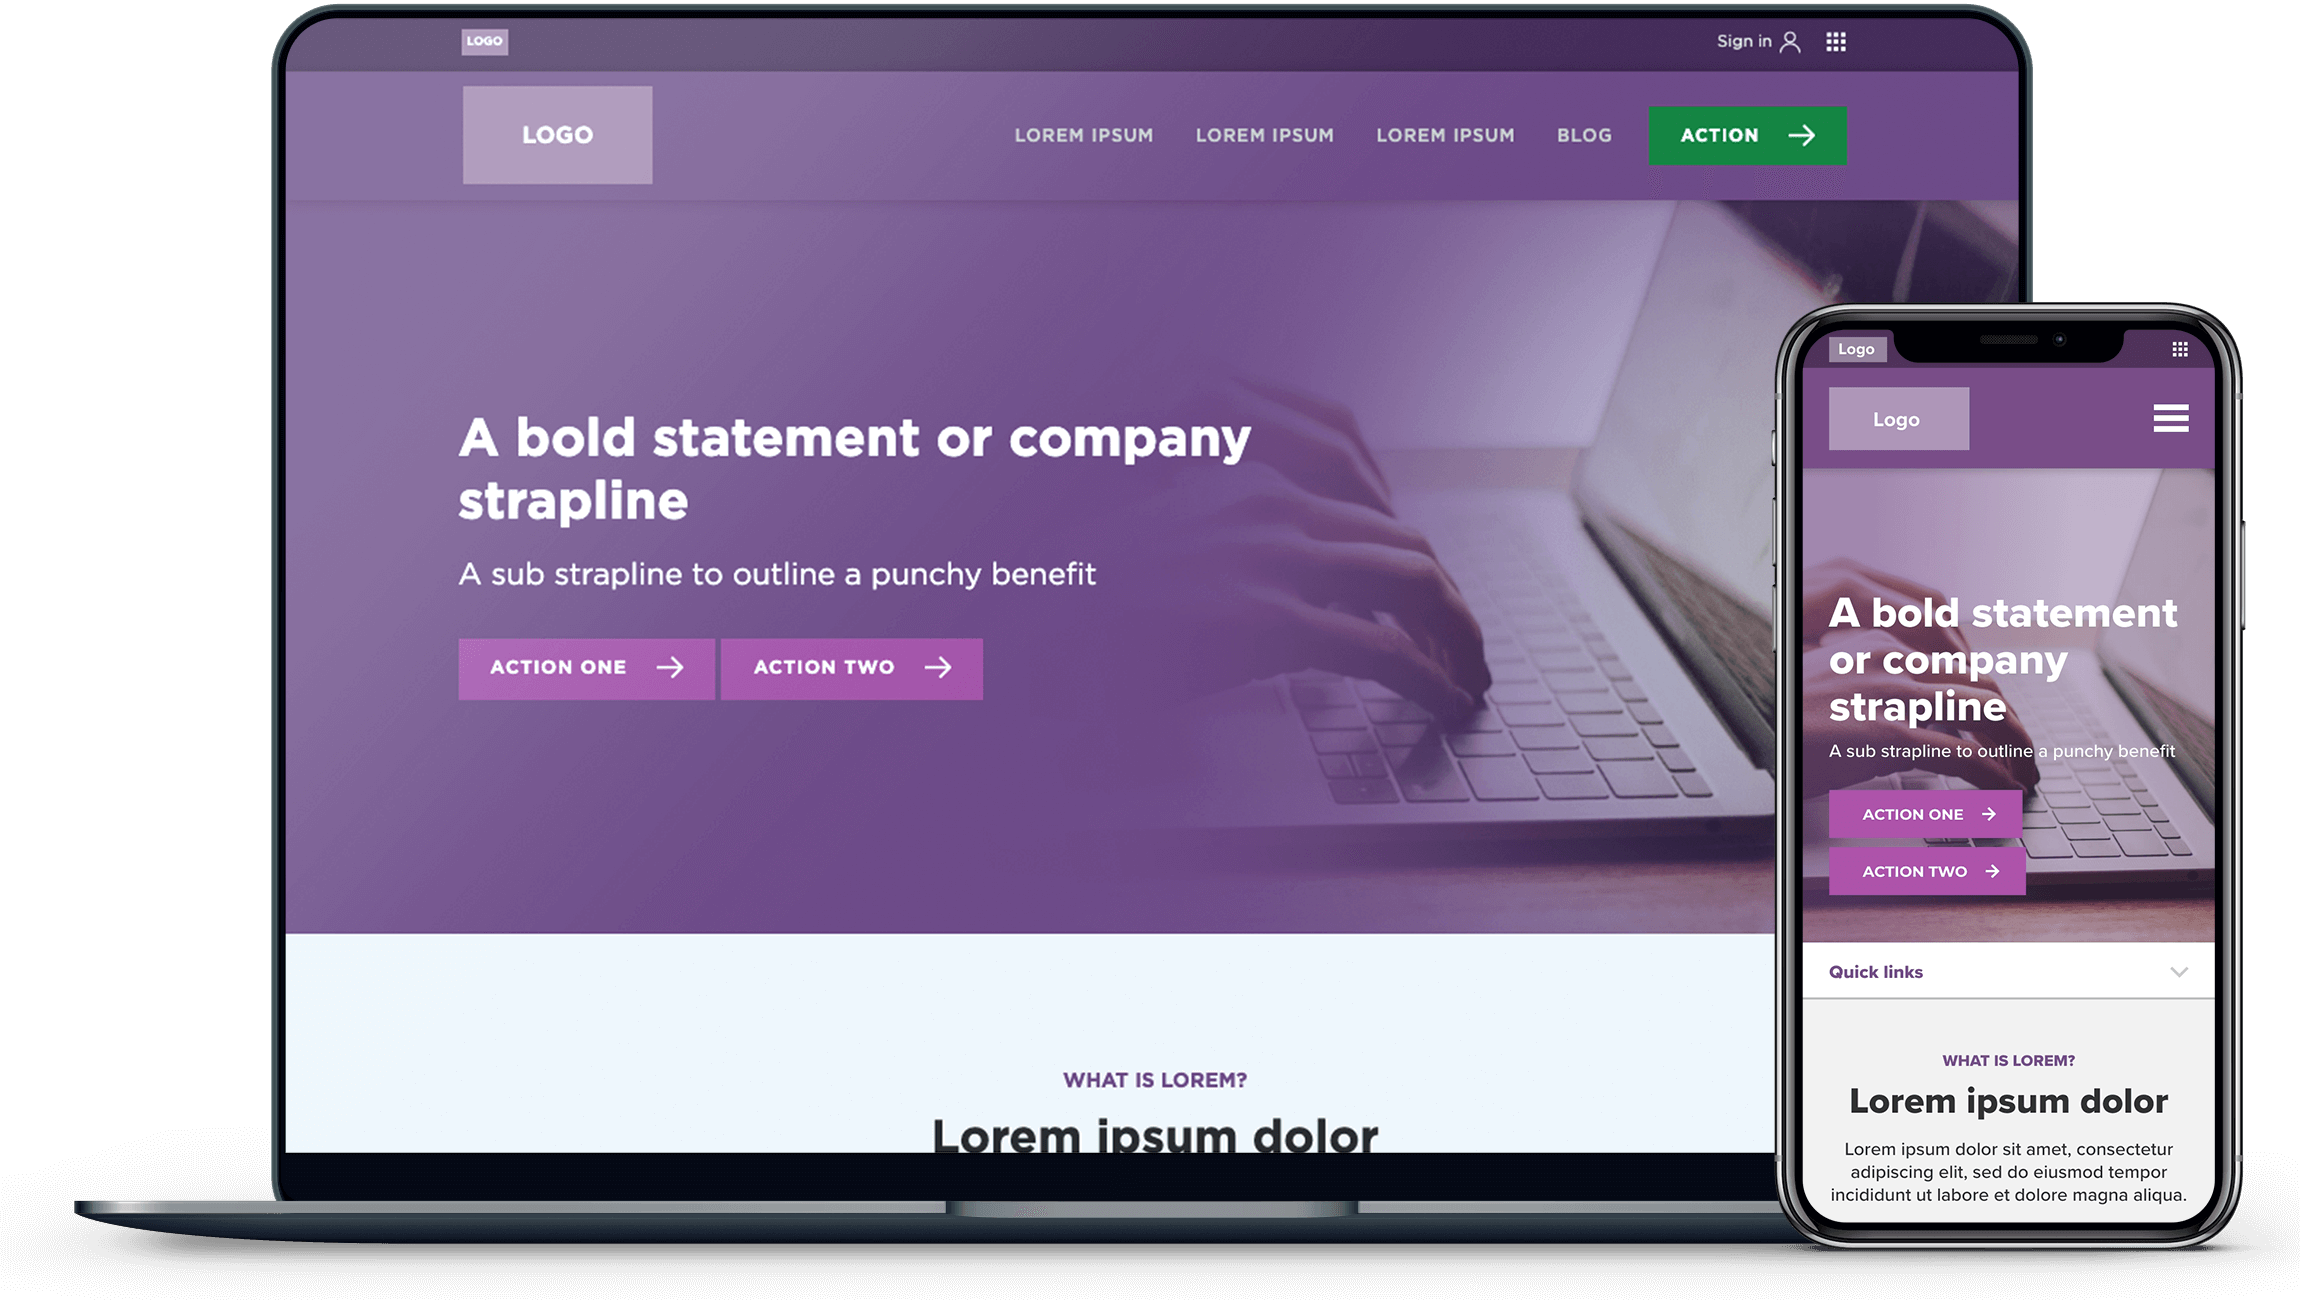 LOGO
Sign in
LOGO
LOREM IPSUM
LOREM IPSUM
LOREM IPSUM
BLOG
ACTION
A bold statement or company
strapline
A sub strapline to outline a punchy benefit
ACTION ONE
ACTION TWO
WHAT IS LOREM?
Lorem ipsum dolor
Logo
Logo
A bold statement
or company
strapline
A sub strapline to outline a punchy benefit
ACTION ONE
ACTION TWO
Quick links
WHAT IS LOREM?
Lorem ipsum dolor
Lorem ipsum dolor sit amet, consectetur
adipiscing elit, sed do eiusmod tempor
incididunt ut labore et dolore magna aliqua.